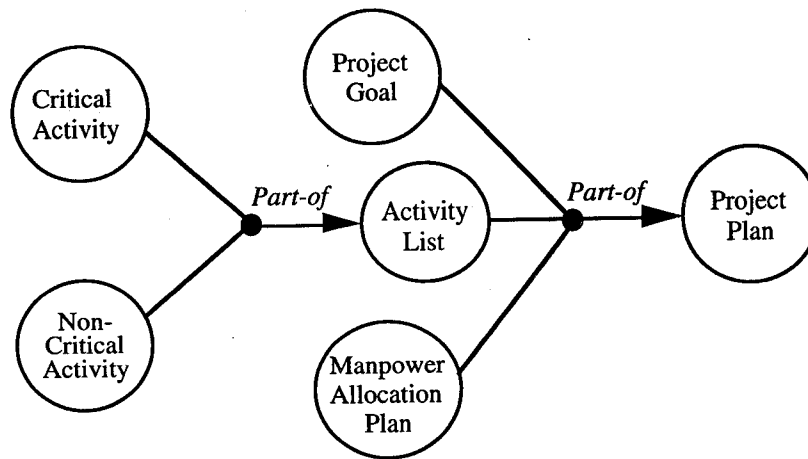 Critical
Activity
Project
Goal
Part-of
Part-of
Activity
List
Project
Plan
Non-
Critical
Activity
Manpower
Allocation
Plan